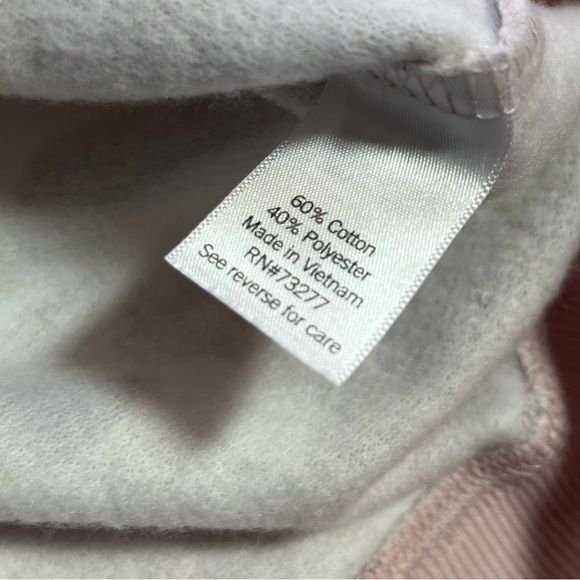 60% Cotton
40% Polyester
Made in Vietnam
RN#73277
See reverse for care